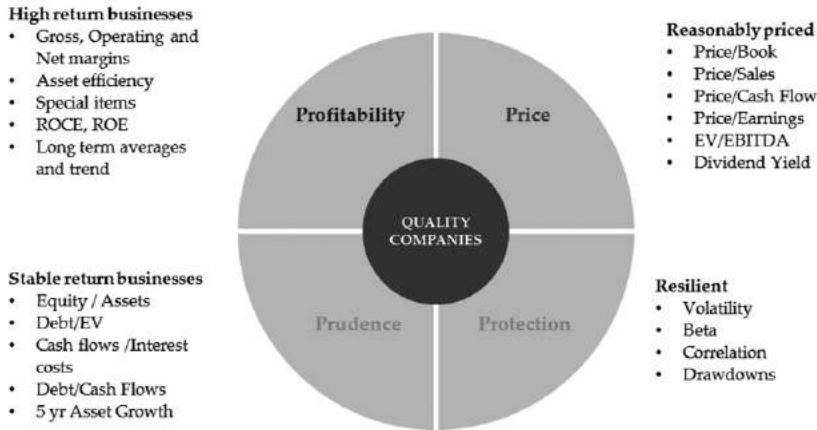 High return businesses
• Gross, Operating and
Net margins
• Asset efficiency
• Special items
• ROCE, ROE
• Long term averages
and trend
Reasonably priced
• Price/Book
• Price/Sales
• Price/Cash Flow
• Price/Earnings
• EV/EBITDA
• Dividend Yield
Profitability
Price
QUALITY
COMPANIES
Prudence
Protection
Stable return businesses
• Equity / Assets
• Debt/EV
• Cash flows /Interest
costs
• Debt/Cash Flows
• 5 yr Asset Growth
Resilient
• Volatility
• Beta
• Correlation
• Drawdowns